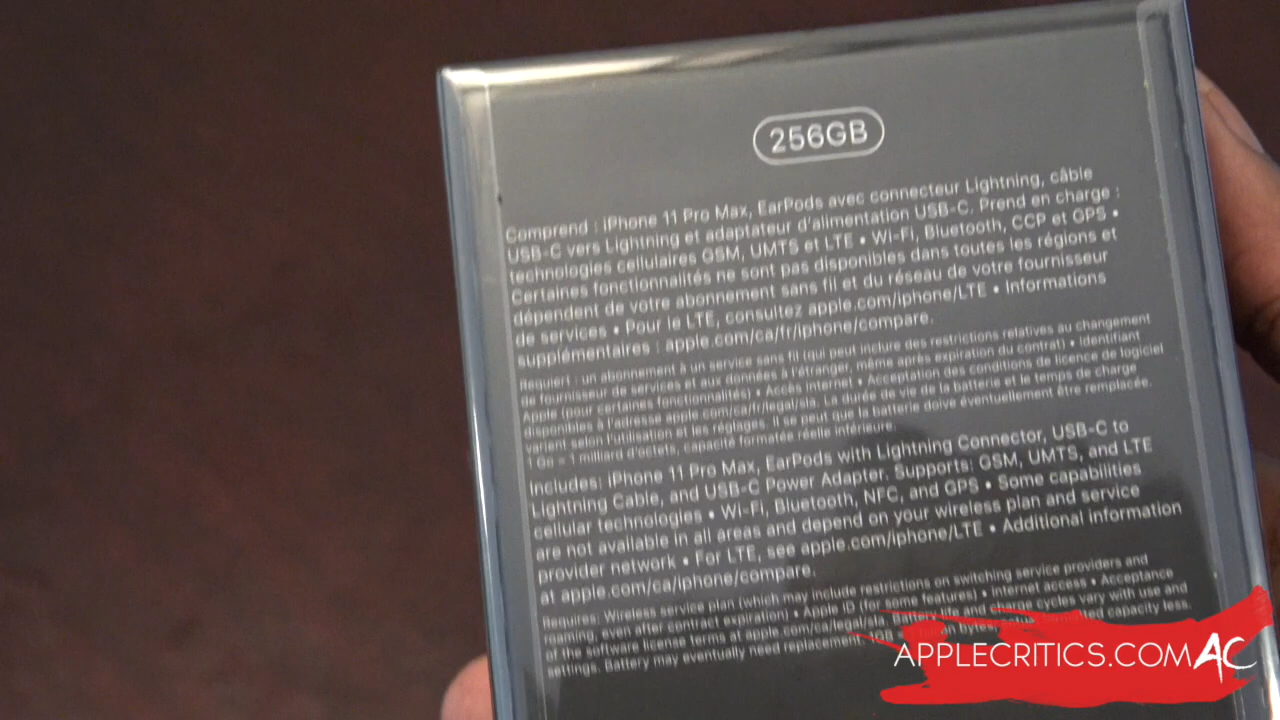 256GB
Comprend : iPhone 11 Pro Max, EarPods avec connecteur Lightning, câble
USB-C vers Lightning et adaptateur d'alimentation USB-C. Prend en charge :
technologies cellulaires GSM, UMTS et LTE • Wi-Fi, Bluetooth, CCP et GPS •
Certaines fonctionnalités ne sont pas disponibles dans toutes les régions et
dépendent de votre abonnement sans fil et du réseau de votre fournisseur
de services • Pour le LTE, consultez apple.com/iphone/LTE • Informations
supplémentaires : apple.com/ca/fr/iphone/compare.
Requiert : un abonnement à un service sans fil (qui peut inclure des restrictions relatives au changement
de fournisseur de services et aux données à l'étranger, même après expiration du contrat) • Identifiant
Apple (pour certaines fonctionnalités) • Accès internet • Acceptation des conditions de licence de logiciel
disponibles à l'adresse apple.com/ca/fr/legal/sla. La durée de vie de la batterie et le temps de charge
varient selon l'utilisation et les réglages. Il se peut que la batterie doive éventuellement être remplacée.
1 Go = 1 milliard d'octets, capacité formatée réelle inférieure.
Includes: iPhone 11 Pro Max, EarPods with Lightning Connector, USB-C to
Lightning Cable, and USB-C Power Adapter. Supports: GSM, UMTS, and LTE
cellular technologies • Wi-Fi, Bluetooth, NFC, and GPS • Some capabilities
are not available in all areas and depend on your wireless plan and service
provider network • For LTE, see apple.com/iphone/LTE • Additional information
at apple.com/ca/iphone/compare.
Requires: Wireless service plan (which may include restrictions on switching service providers and
roaming, even after contract expiration) • Apple ID (for some features) • Internet access • Acceptance
of the software license terms at apple.com/ca/legal/sla. Battery life and charge cycles vary with use and
settings. Battery may eventually need replacement. bytes; formatted capacity less.
APPLECRITICS.COM AC